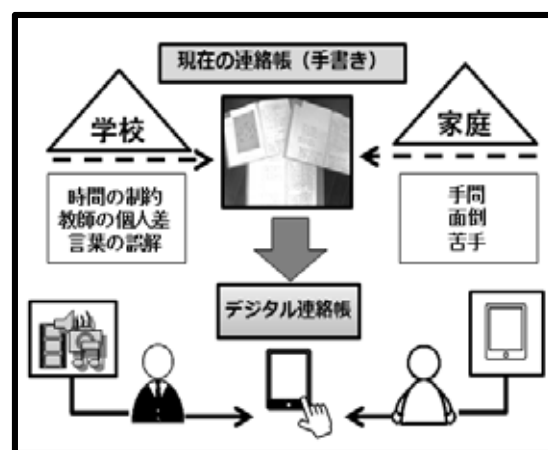 現在の連絡帳（手書き）
学校
家庭
時間の制約
教師の個人差
言葉の誤解
手間
面倒
苦手
デジタル連絡帳